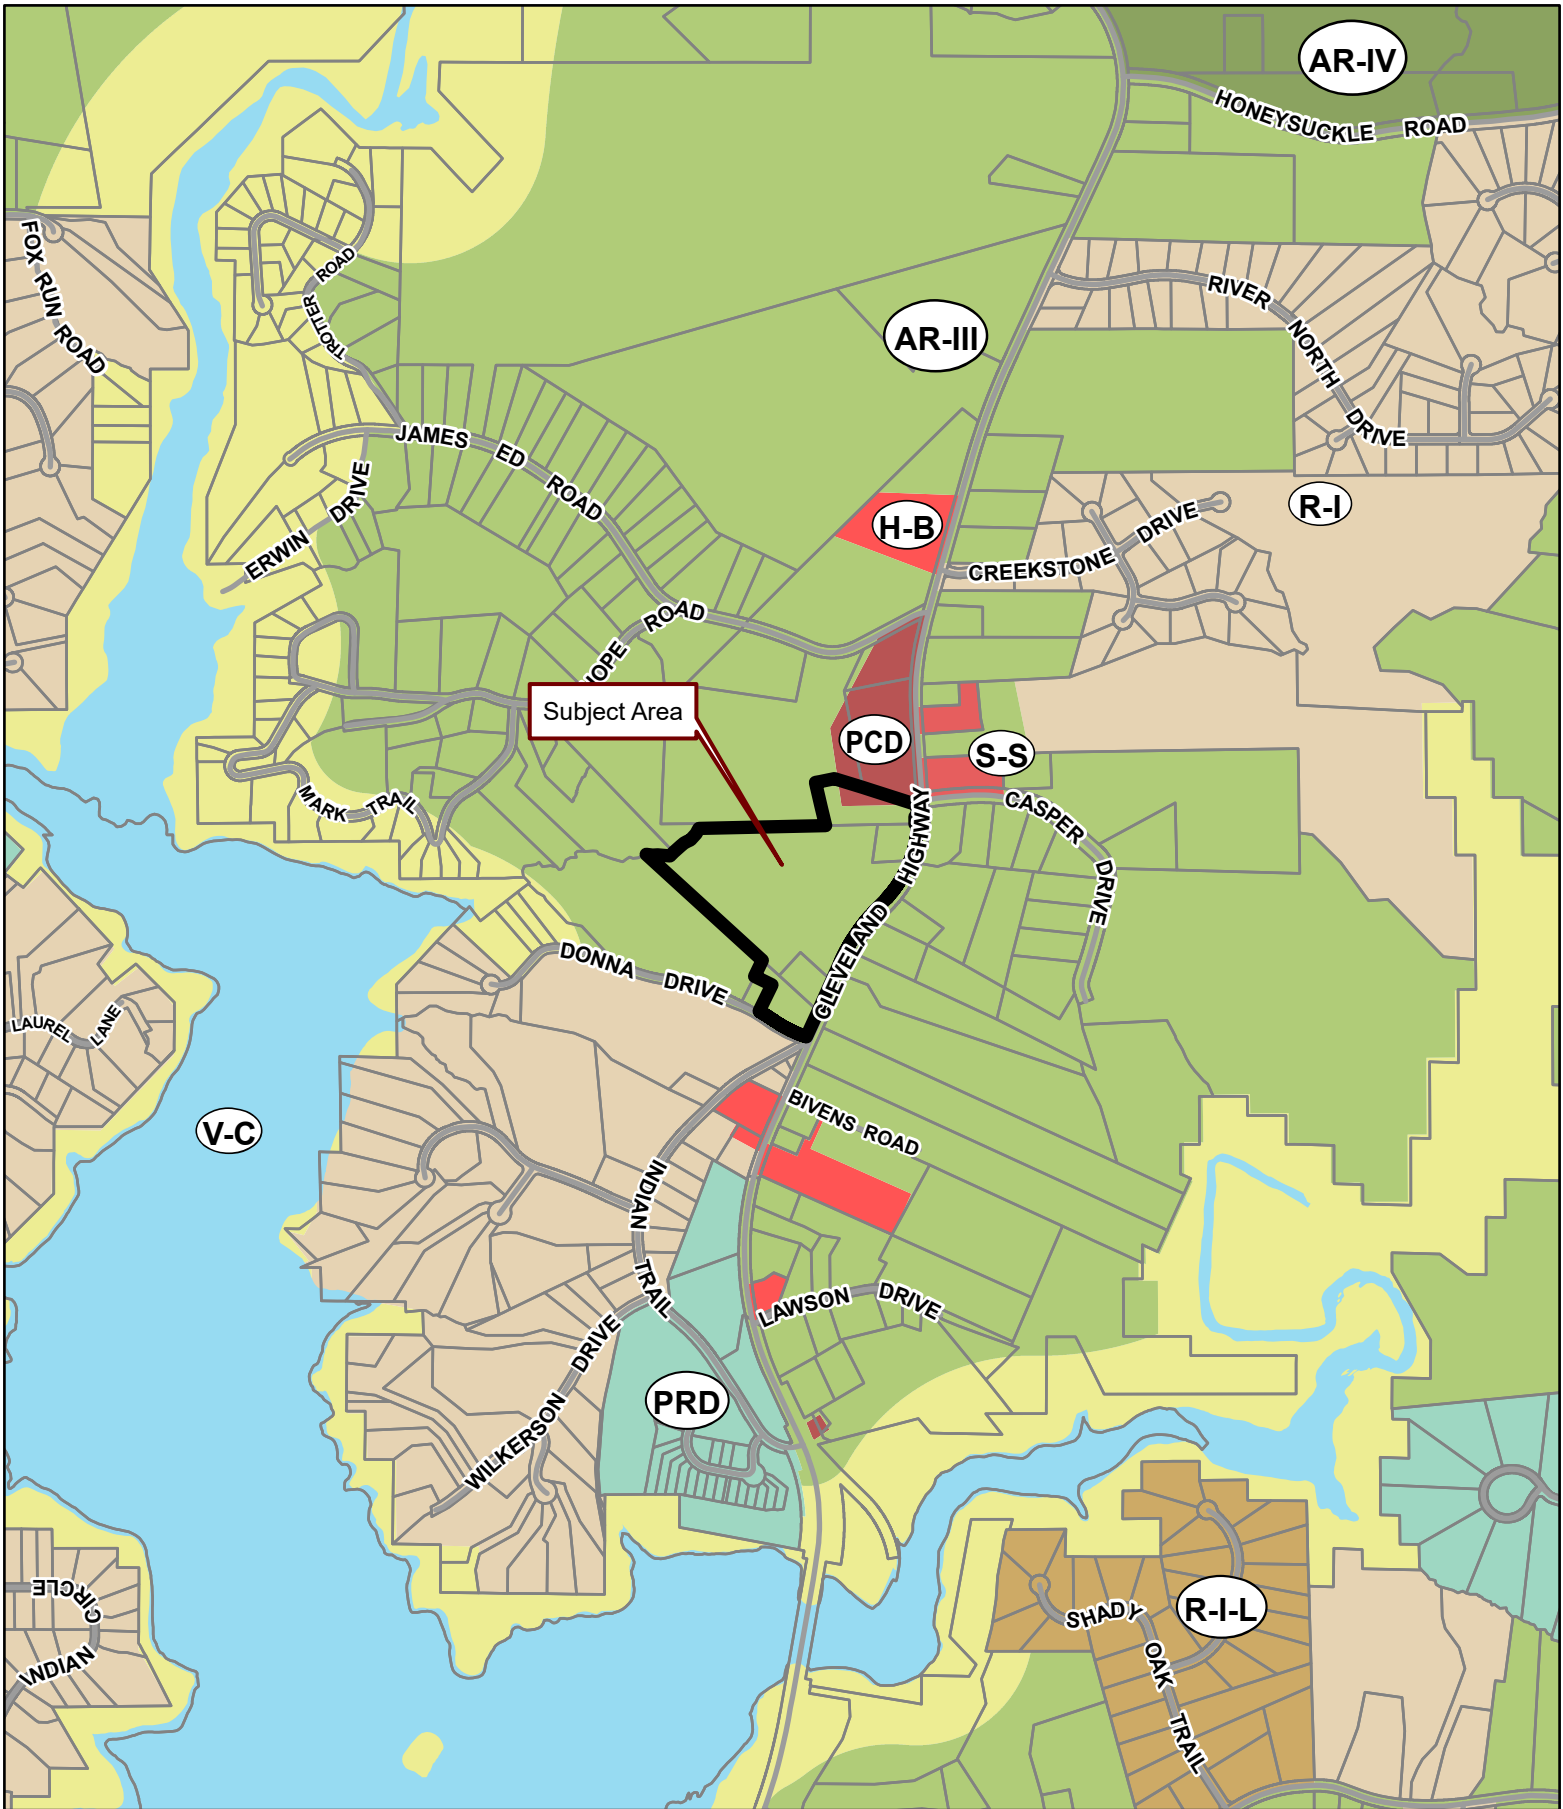 AR-IV
HONEYSUCKLE ROAD
FOX RUN ROAD
TROTTER ROAD
RIVER NORTH DRIVE
AR-III
JAMES ED ROAD
ERWIN DRIVE
H-B
R-I
CREEKSTONE DRIVE
HOPE ROAD
Subject Area
PCD
S-S
MARK TRAIL
CASPER DRIVE
CLEVELAND HIGHWAY
DONNA DRIVE
LAUREL LANE
V-C
BIVENS ROAD
INDIAN TRAIL
LAWSON DRIVE
WILKERSON DRIVE
PRD
INDIAN CIRCLE
R-I-L
SHADY OAK TRAIL